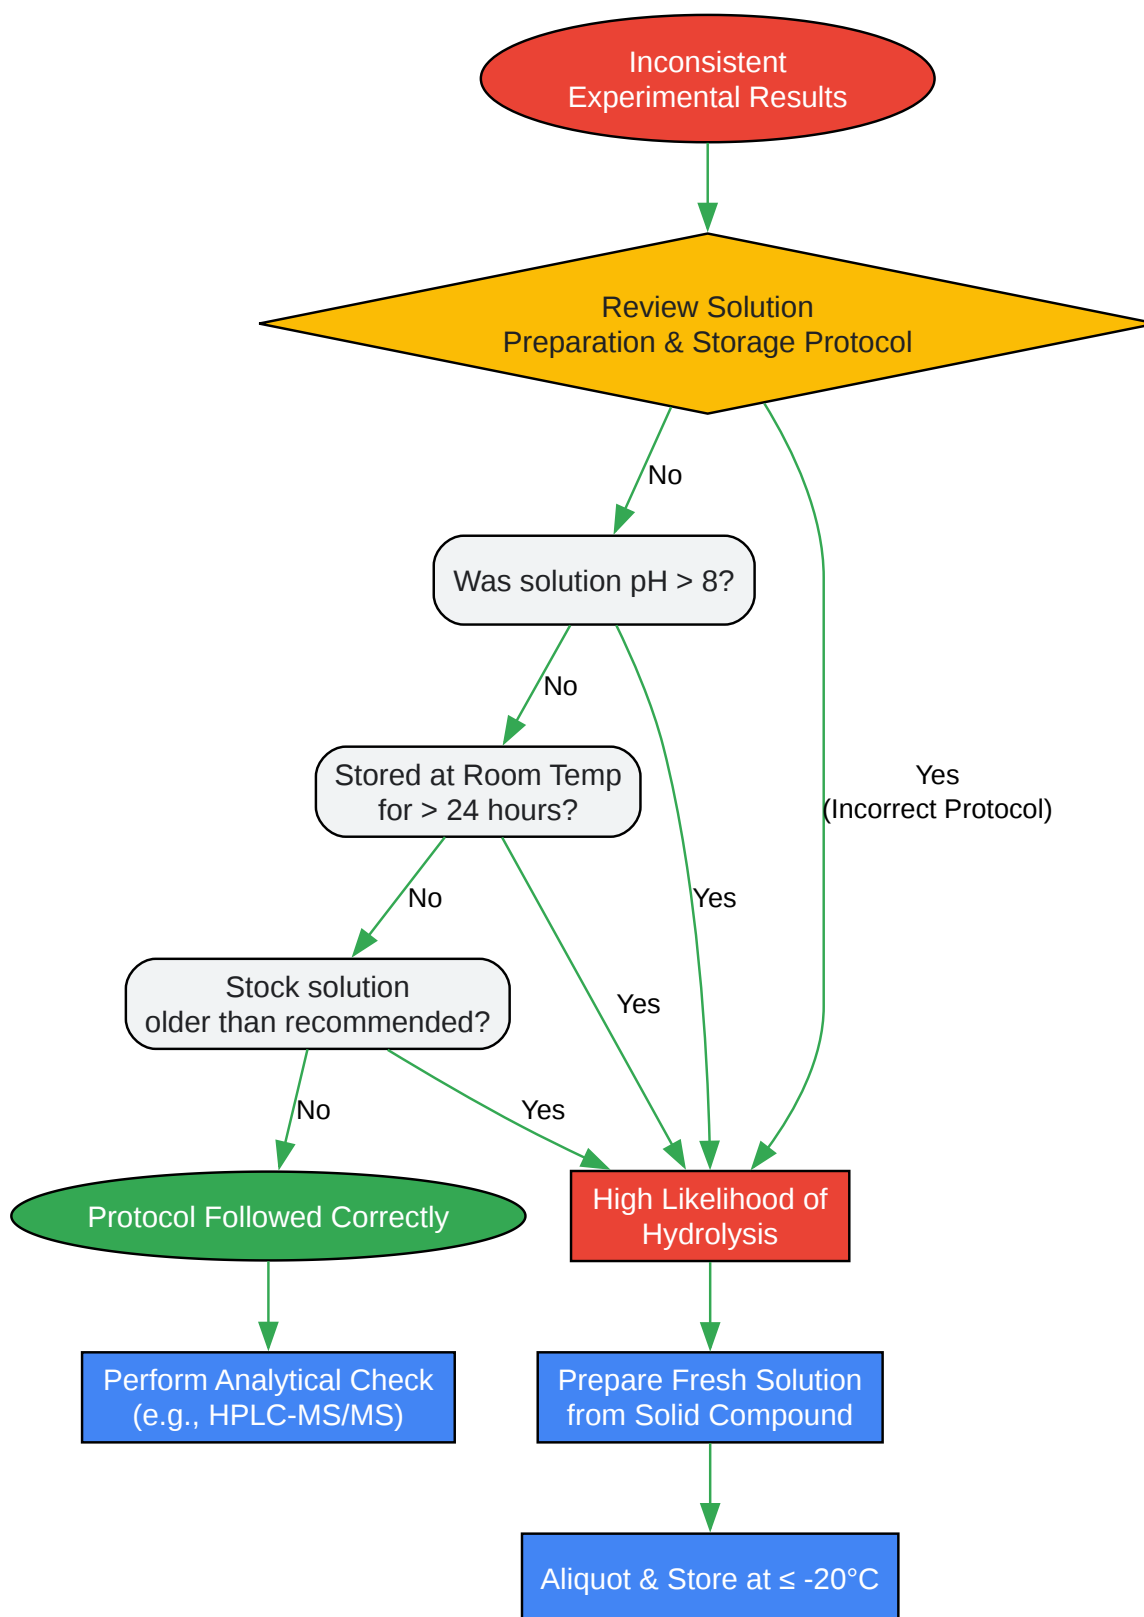 Inconsistent
Experimental Results
Review Solution
Preparation & Storage Protocol
No
Was solution pH > 8?
No
Stored at Room Temp
for > 24 hours?
Yes
(Incorrect Protocol)
No
Yes
Stock solution
older than recommended?
Yes
No
Yes
Protocol Followed Correctly
High Likelihood of
Hydrolysis
Perform Analytical Check
(e.g., HPLC-MS/MS)
Prepare Fresh Solution
from Solid Compound
Aliquot & Store at ≤ -20°C